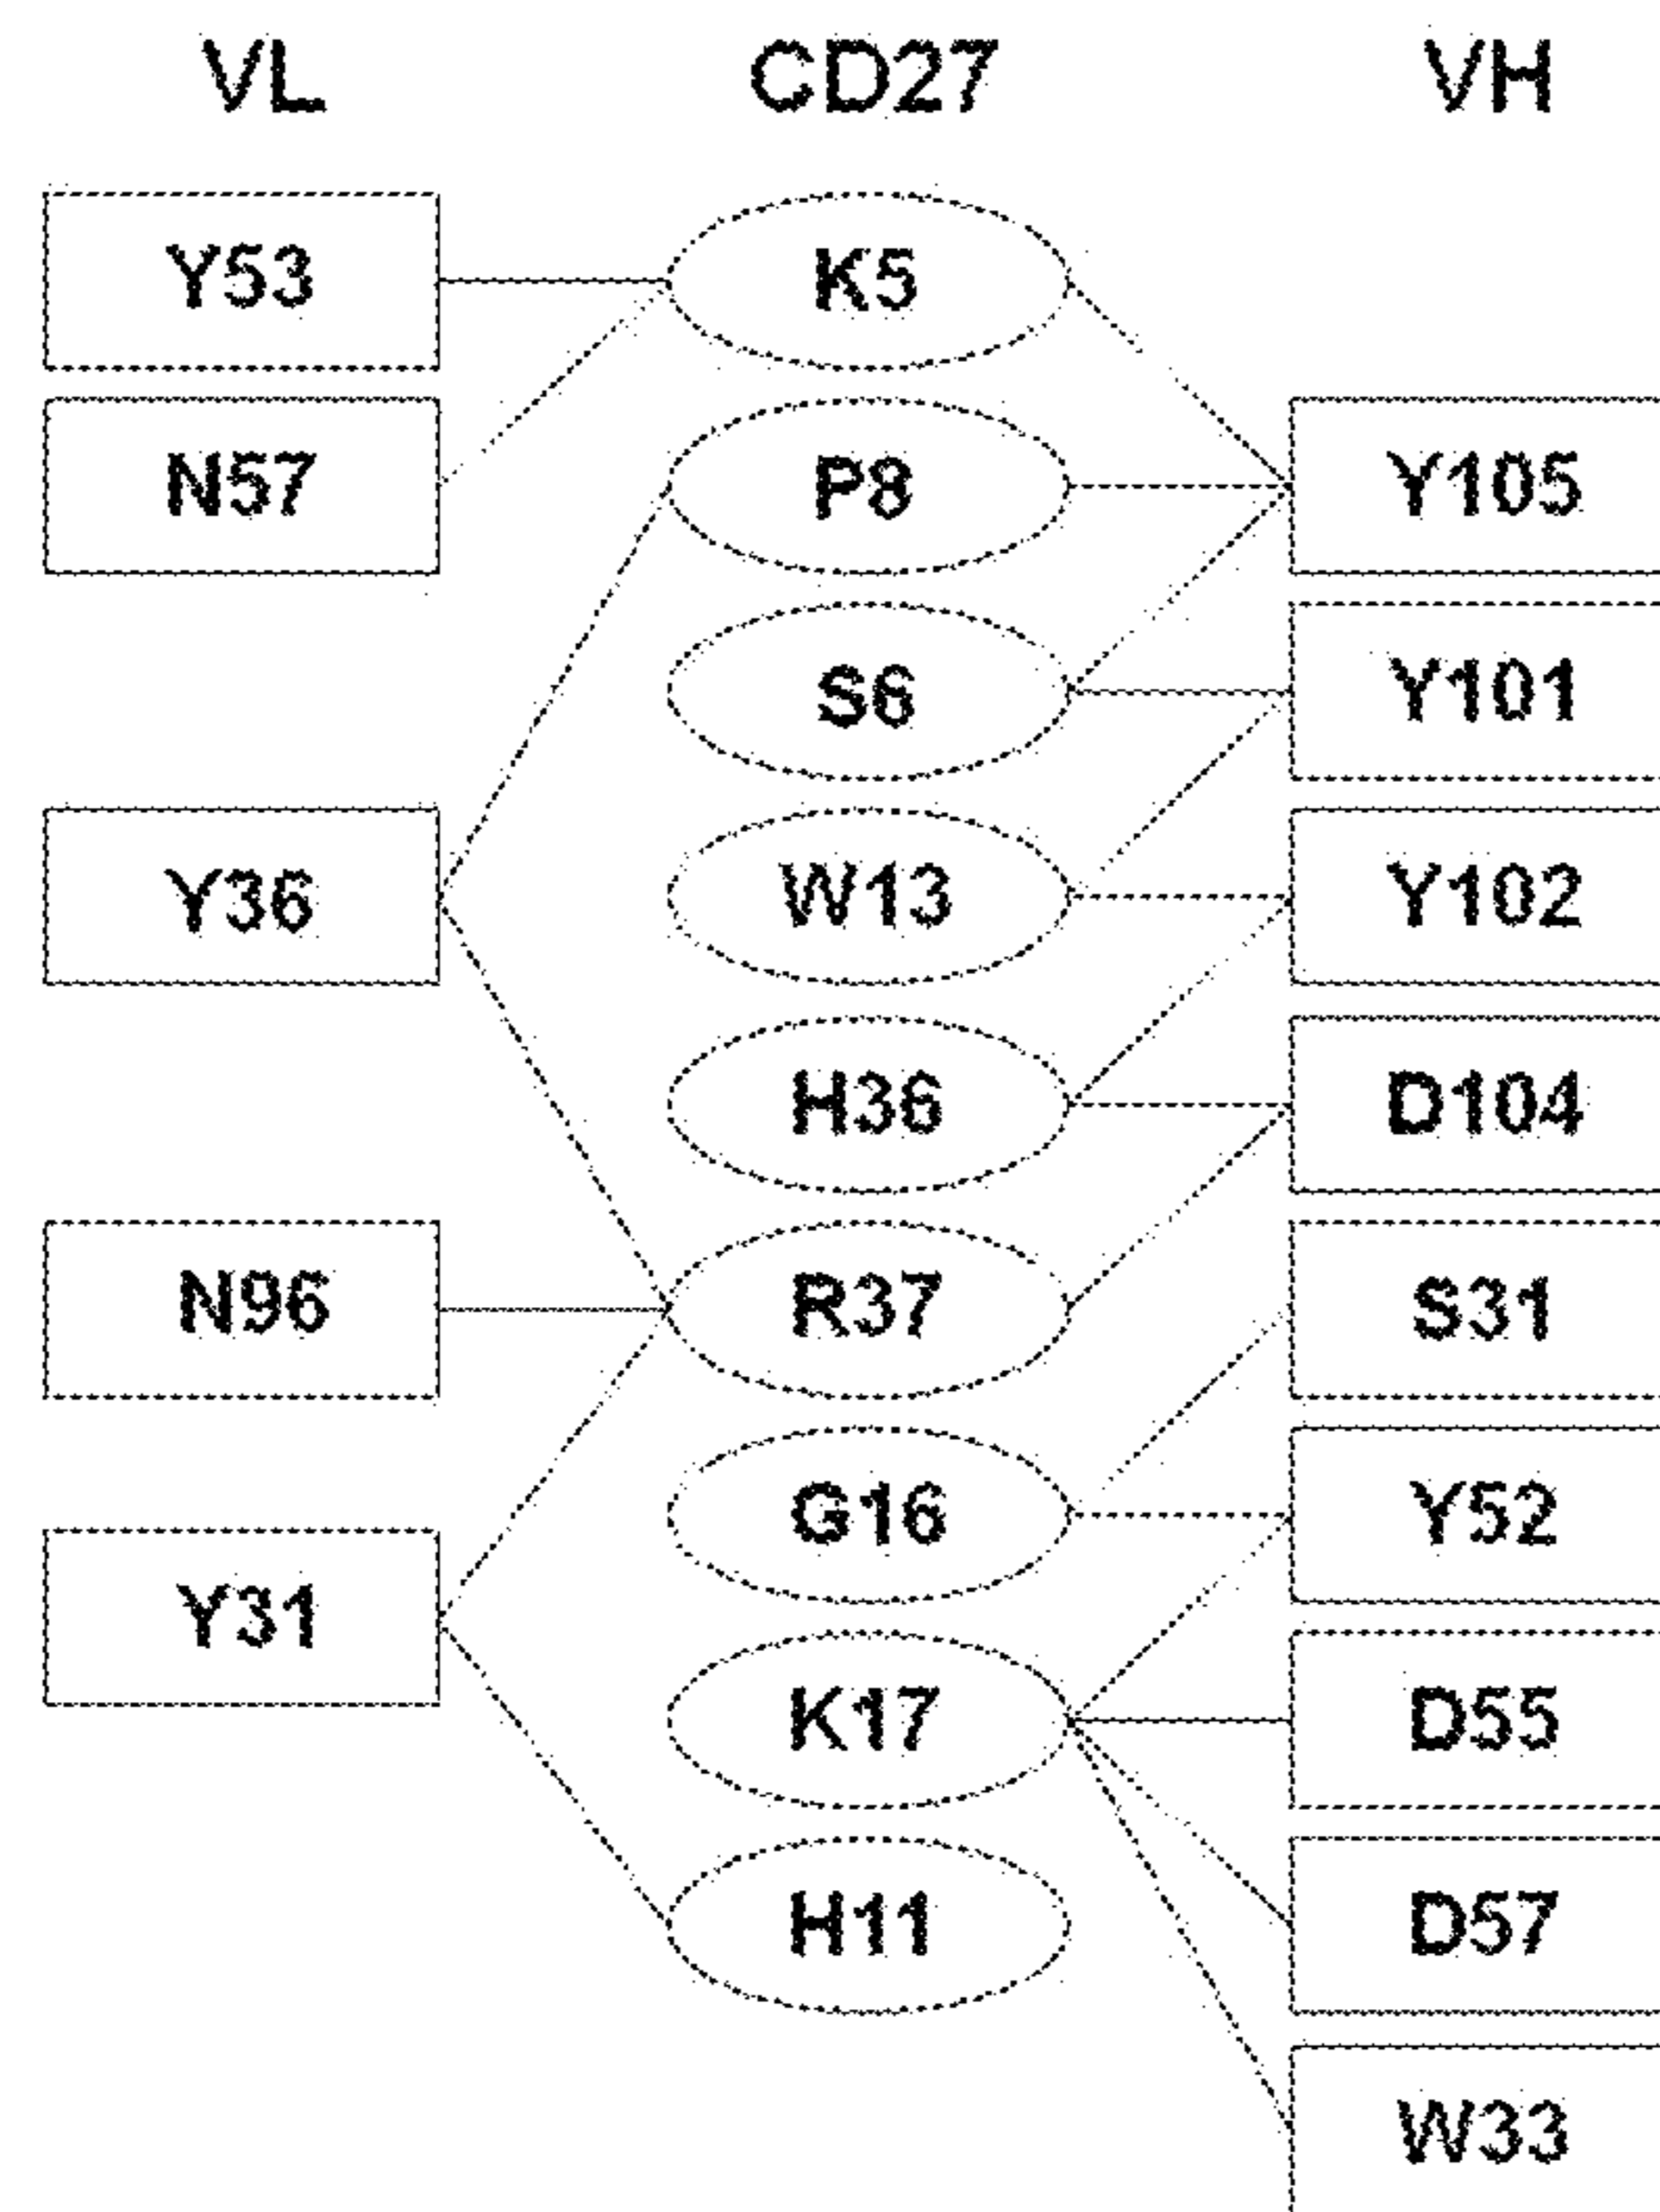 VL CD27 VH
Y53 K5
N57 P8 Y105
S6 Y101
Y36 W13 Y102
H36 D104
N96 R37 S31
G16 Y52
Y31
K17 D55
H11 D57
W33